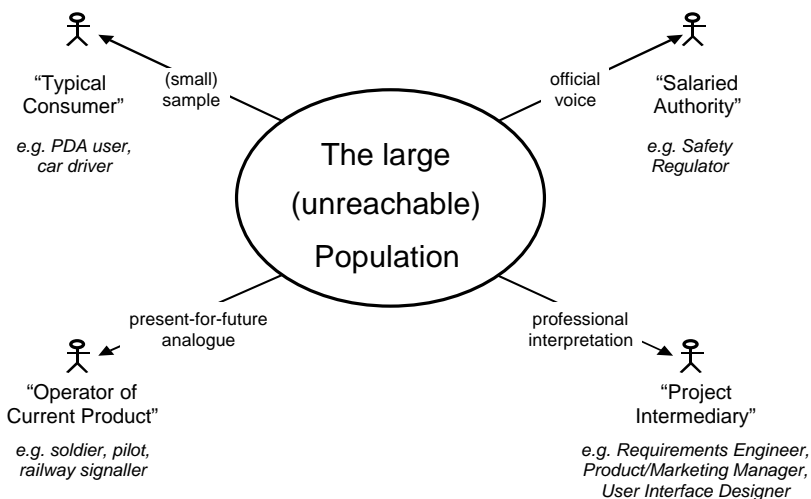 “Typical
Consumer”
e.g. PDA user,
car driver
(small)
sample
official
voice
“Salaried
Authority”
e.g. Safety
Regulator
The large
(unreachable)
Population
present-for-future
analogue
professional
interpretation
“Operator of
Current Product”
e.g. soldier, pilot,
railway signaller
“Project
Intermediary”
e.g. Requirements Engineer,
Product/Marketing Manager,
User Interface Designer